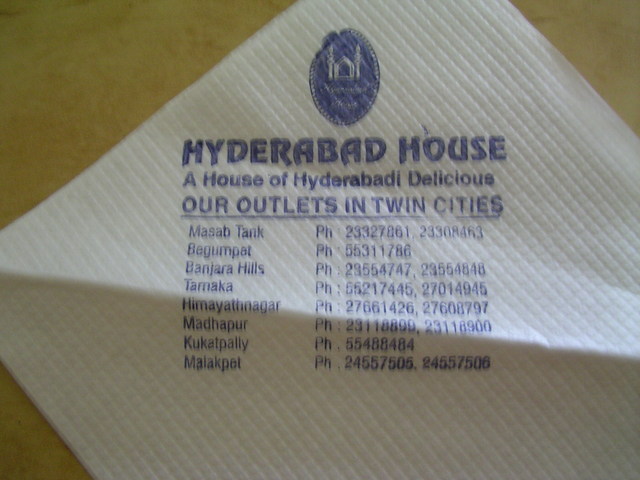 HYDERABAD HOUSE
A House of Hyderabadi Delicious
OUR OUTLETS IN TWIN CITIES
Masab Tank Ph : 23327861, 23308463
Begumpet Ph : 55311786
Banjara Hills Ph : 23554747, 23554848
Tarnaka Ph : 55217445, 27014945
Himayathnagar Ph : 27661426, 27608797
Madhapur Ph : 23118899, 23118900
Kukatpally Ph : 55488484
Malakpet Ph : 24557505, 24557506